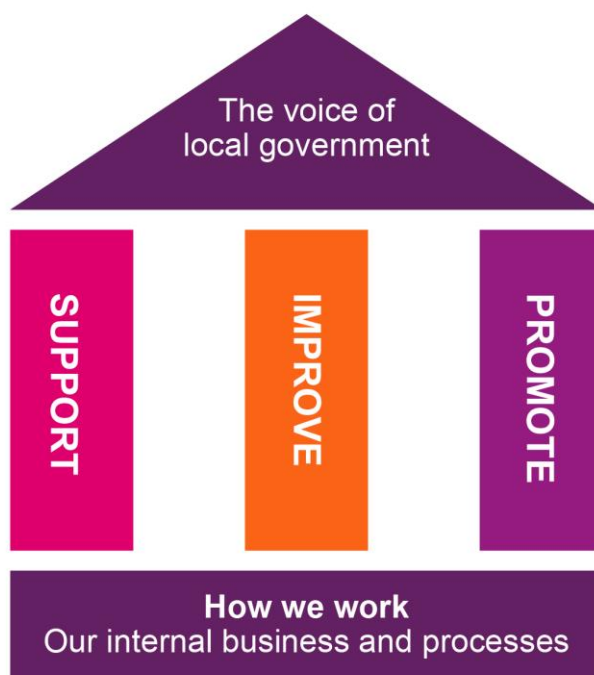 The voice of
local government
SUPPORT
IMPROVE
PROMOTE
How we work
Our internal business and processes